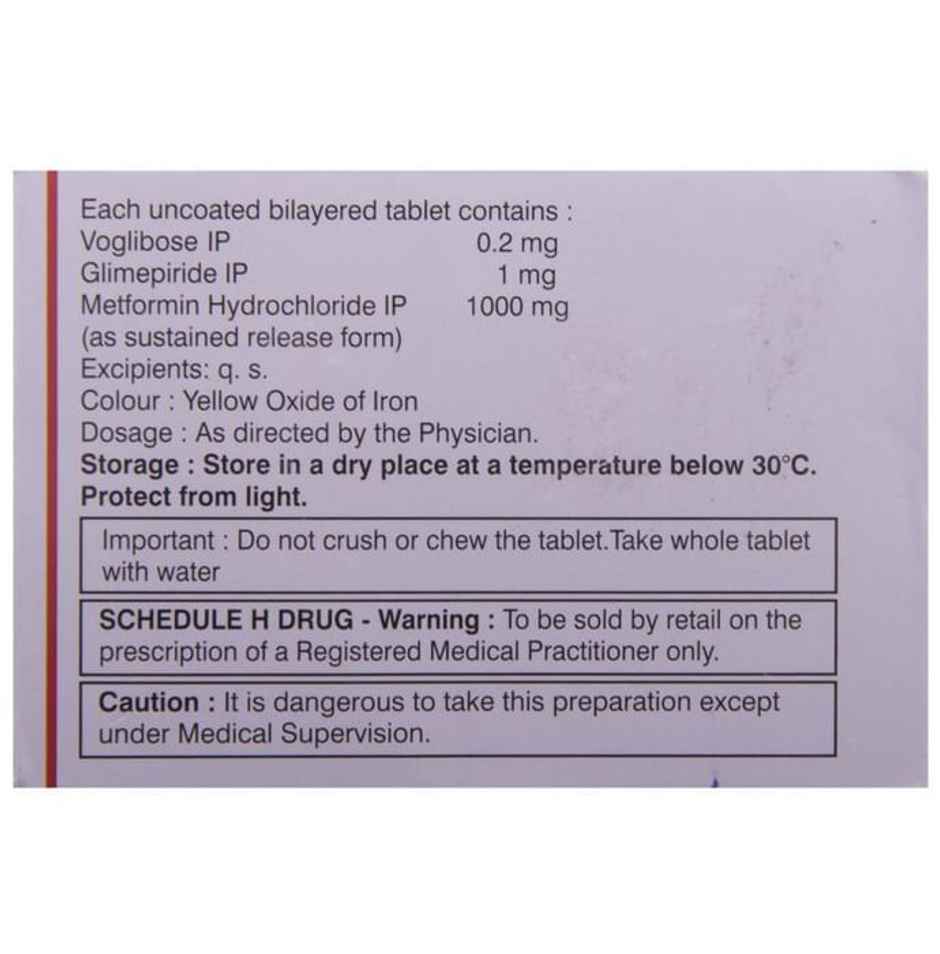 Each uncoated bilayered tablet contains :
Voglibose IP 0.2 mg
Glimepiride IP 1 mg
Metformin Hydrochloride IP 1000 mg
(as sustained release form)
Excipients: q. s.
Colour : Yellow Oxide of Iron
Dosage : As directed by the Physician.
Storage : Store in a dry place at a temperature below 30°C.
Protect from light.
Important : Do not crush or chew the tablet.Take whole tablet
with water
SCHEDULE H DRUG - Warning : To be sold by retail on the
prescription of a Registered Medical Practitioner only.
Caution : It is dangerous to take this preparation except
under Medical Supervision.